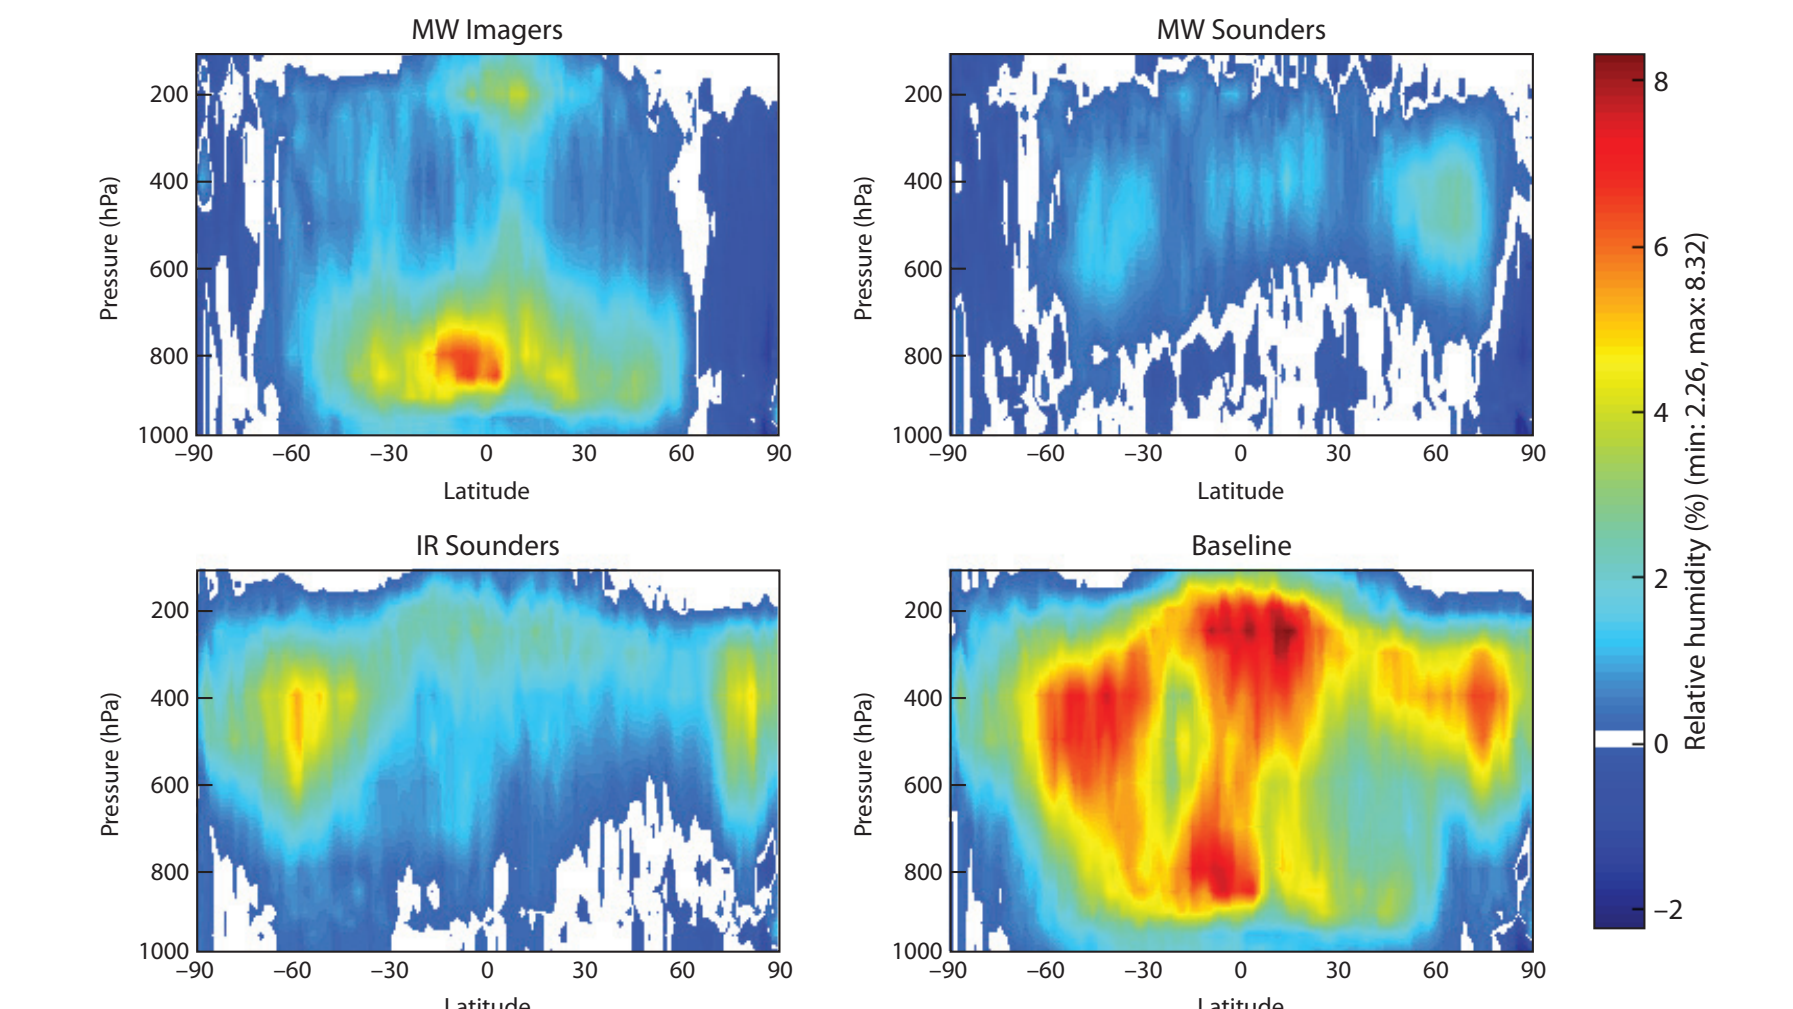 MW Imagers
MW Sounders
200
400
600
800
1000
Pressure (hPa)
–90 –60 –30 0 30 60 90
Latitude
200
400
600
800
1000
Pressure (hPa)
–90 –60 –30 0 30 60 90
Latitude
IR Sounders
Baseline
200
400
600
800
1000
Pressure (hPa)
–90 –60 –30 0 30 60 90
Latitude
200
400
600
800
1000
Pressure (hPa)
–90 –60 –30 0 30 60 90
Latitude
8
6
4
2
0
–2
Relative humidity (%) (min: 2.26, max: 8.32)